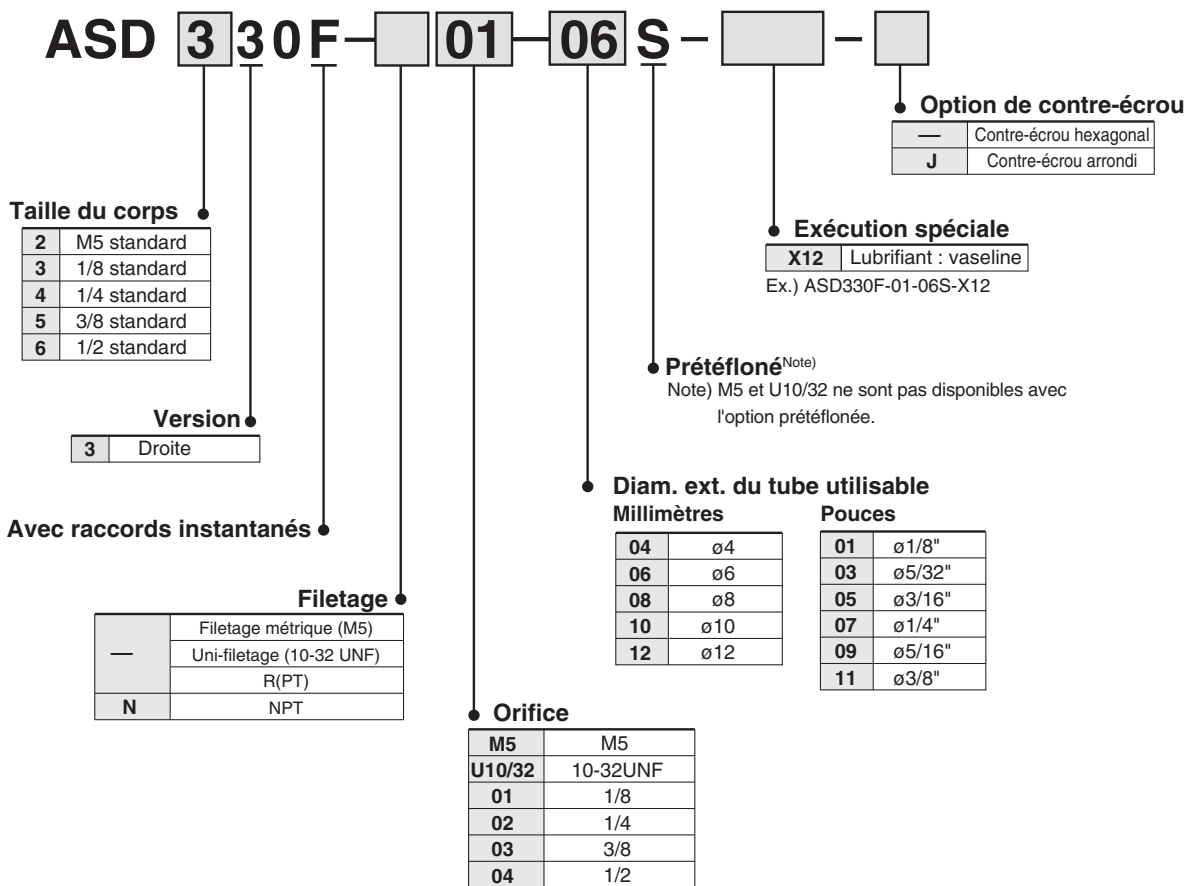 ASD 3 3 0 F – 01 – 06 S – –
Option de contre-écrou
— Contre-écrou hexagonal
J Contre-écrou arrondi
Taille du corps
2 M5 standard
3 1/8 standard
4 1/4 standard
5 3/8 standard
6 1/2 standard
Exécution spéciale
X12 Lubrifiant : vaseline
Ex.) ASD330F-01-06S-X12
Prétefloné Note)
Note) M5 et U10/32 ne sont pas disponibles avec
l'option prétéflonée.
Version
3 Droite
Diam. ext. du tube utilisable
Millimètres
04 ø4
06 ø6
08 ø8
10 ø10
12 ø12
Pouces
01 ø1/8"
03 ø5/32"
05 ø3/16"
07 ø1/4"
09 ø5/16"
11 ø3/8"
Avec raccords instantanés
Filetage
— Filetage métrique (M5)
Uni-filetage (10-32 UNF)
R(PT)
N NPT
Orifice
M5 M5
U10/32 10-32UNF
01 1/8
02 1/4
03 3/8
04 1/2